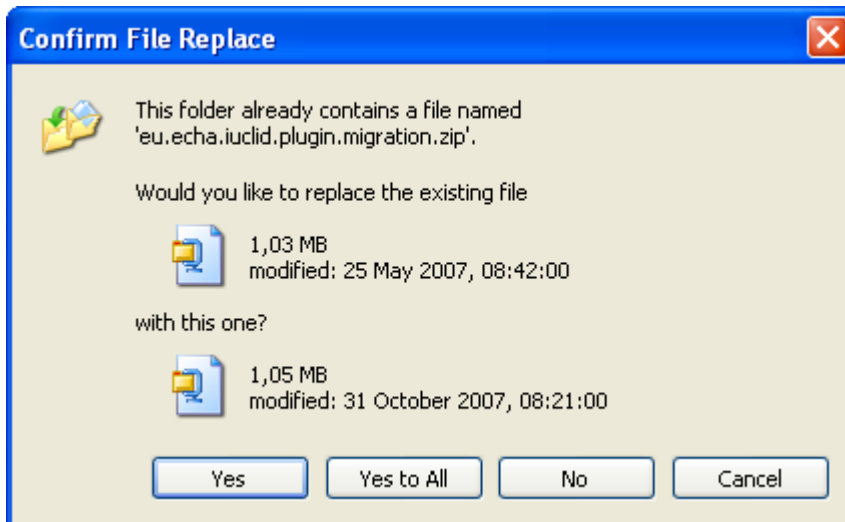 Confirm File Replace
This folder already contains a file named
'eu.echa.iuclid.plugin.migration.zip'.
Would you like to replace the existing file
1,03 MB
modified: 25 May 2007, 08:42:00
with this one?
1,05 MB
modified: 31 October 2007, 08:21:00
Yes
Yes to All
No
Cancel